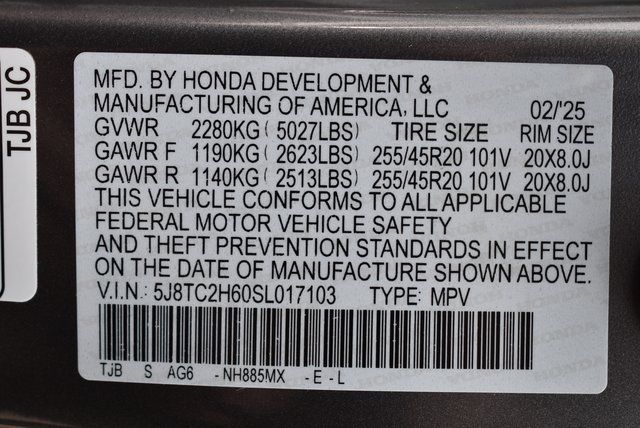 TJB JC
MFD. BY HONDA DEVELOPMENT &
MANUFACTURING OF AMERICA, LLC 02/'25
GVWR 2280KG ( 5027LBS) TIRE SIZE RIM SIZE
GAWR F 1190KG ( 2623LBS) 255/45R20 101V 20X8.0J
GAWR R 1140KG ( 2513LBS) 255/45R20 101V 20X8.0J
THIS VEHICLE CONFORMS TO ALL APPLICABLE
FEDERAL MOTOR VEHICLE SAFETY
AND THEFT PREVENTION STANDARDS IN EFFECT
ON THE DATE OF MANUFACTURE SHOWN ABOVE.
V.I.N.: 5J8TC2H60SL017103 TYPE: MPV
TJB S AG6 -NH885MX -E-L